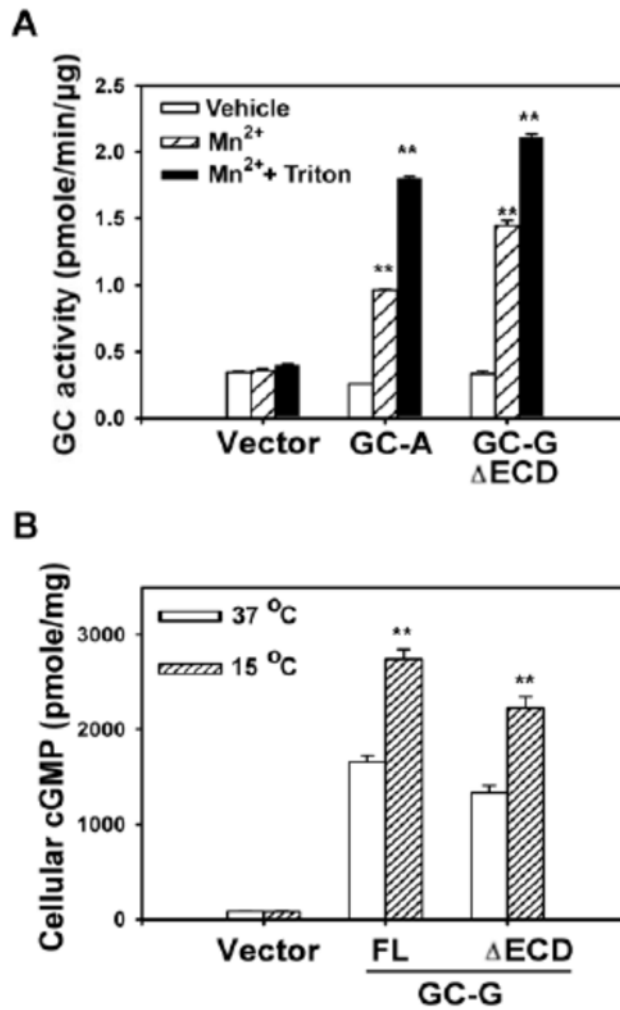 A
GC activity (pmole/min/µg)
2.5
2.0
1.5
1.0
0.5
0.0
Vehicle
Mn²⁺
Mn²⁺+ Triton
**
**
**
**
Vector
GC-A
GC-G
ΔECD
B
Cellular cGMP (pmole/mg)
3000
2000
1000
0
37 °C
15 °C
**
**
Vector
FL
ΔECD
GC-G